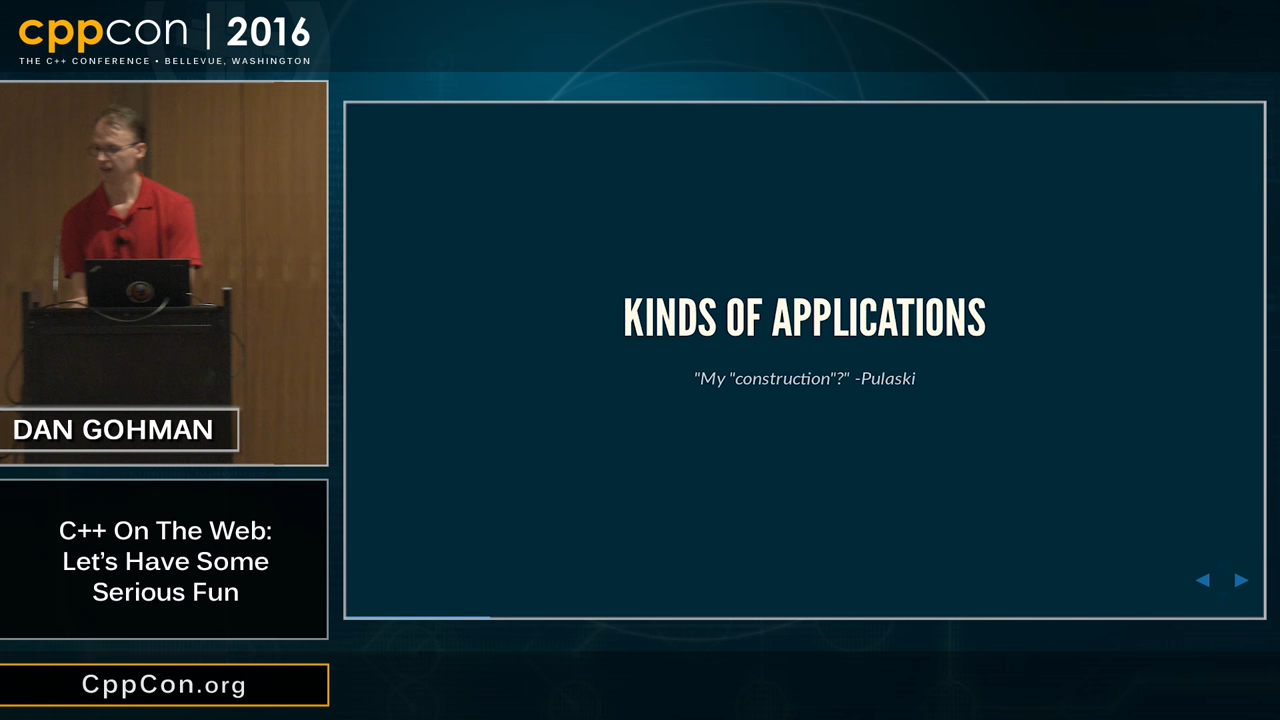 cppcon | 2016
THE C++ CONFERENCE • BELLEVUE, WASHINGTON
KINDS OF APPLICATIONS
"My "construction"?" -Pulaski
DAN GOHMAN
C++ On The Web:
Let's Have Some
Serious Fun
CppCon.org